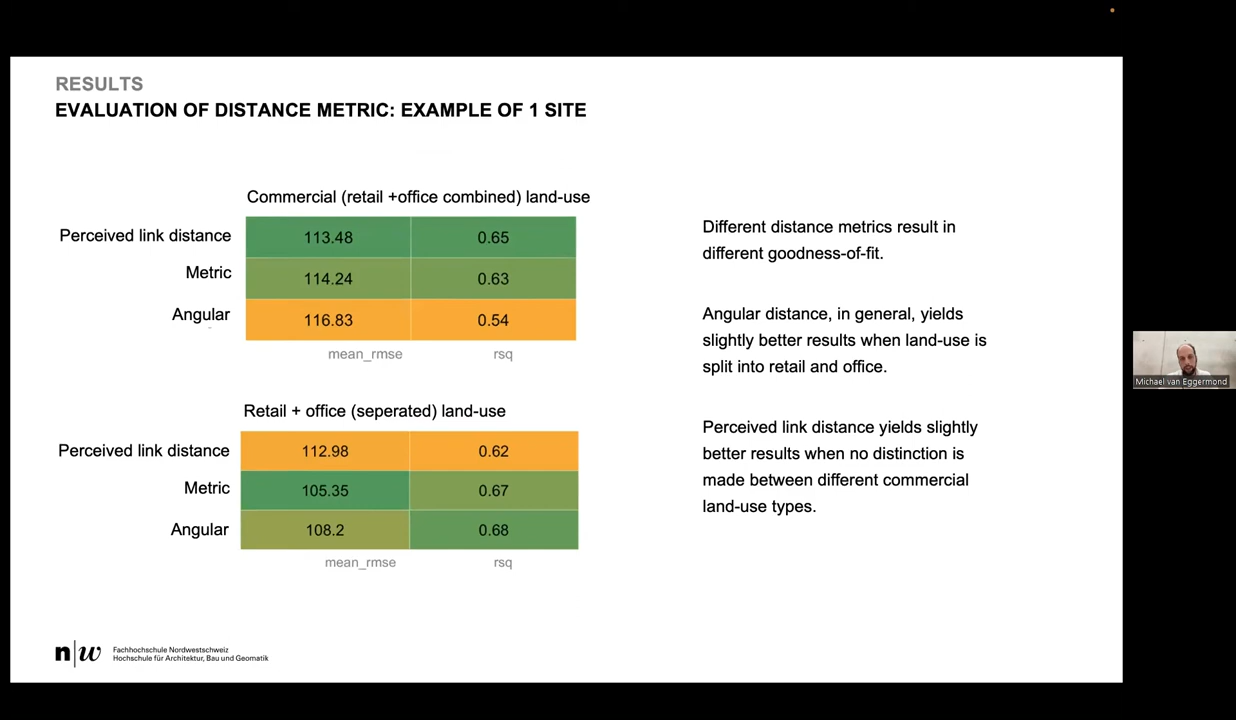 RESULTS
EVALUATION OF DISTANCE METRIC: EXAMPLE OF 1 SITE
Commercial (retail +office combined) land-use
Perceived link distance 113.48 0.65
Metric 114.24 0.63
Angular 116.83 0.54
mean_rmse rsq
Retail + office (seperated) land-use
Perceived link distance 112.98 0.62
Metric 105.35 0.67
Angular 108.2 0.68
mean_rmse rsq
Different distance metrics result in
different goodness-of-fit.
Angular distance, in general, yields
slightly better results when land-use is
split into retail and office.
Perceived link distance yields slightly
better results when no distinction is
made between different commercial
land-use types.
n|w
Fachhochschule Nordwestschweiz
Hochschule für Architektur, Bau und Geomatik
Michael van Eggermond